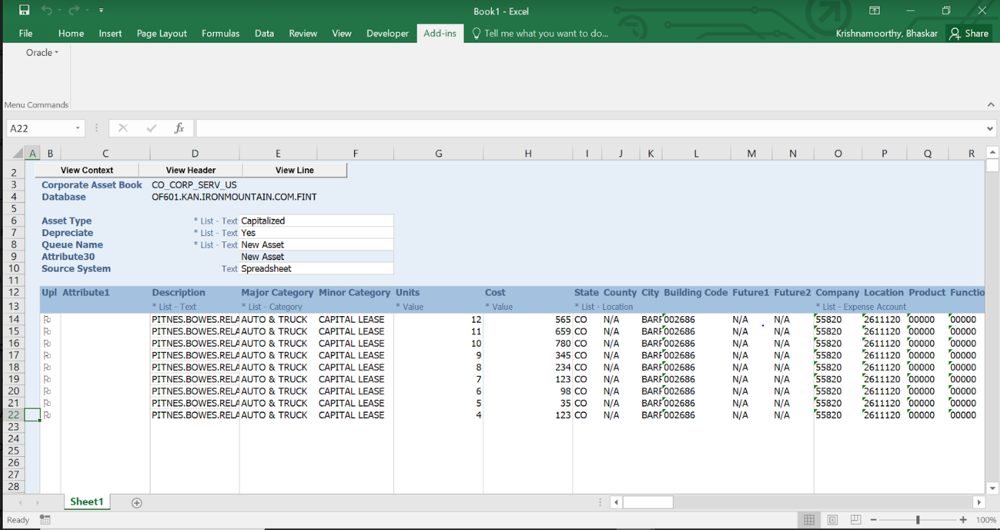 Book1 - Excel
File Home Insert Page Layout Formulas Data Review View Developer Add-ins Tell me what you want to do... Krishnamoorthy, Bhaskar Share
Oracle
Menu Commands
A22 fx
A B C D E F G H I J K L M N O P Q R
2 View Context View Header View Line
3 Corporate Asset Book CO_CORP_SERV_US
4 Database OF601.KAN.IRONMOUNTAIN.COM.FINT
5
6 Asset Type * List - Text Capitalized
7 Depreciate * List - Text Yes
8 Queue Name * List - Text New Asset
9 Attribute30 New Asset
10 Source System Text Spreadsheet
11
12 Upl Attribute1 Description Major Category Minor Category Units Cost State County City Building Code Future1 Future2 Company Location Product Functio
13 * List - Text * List - Category * Value * Value * List - Location * List - Expense Account
14 PITNES.BOWES.RELA AUTO & TRUCK CAPITAL LEASE 12 565 CO N/A BARF 002686 N/A N/A 55820 2611120 00000 00000
15 PITNES.BOWES.RELA AUTO & TRUCK CAPITAL LEASE 11 659 CO N/A BARF 002686 N/A N/A 55820 2611120 00000 00000
16 PITNES.BOWES.RELA AUTO & TRUCK CAPITAL LEASE 10 780 CO N/A BARF 002686 N/A N/A 55820 2611120 00000 00000
17 PITNES.BOWES.RELA AUTO & TRUCK CAPITAL LEASE 9 345 CO N/A BARF 002686 N/A N/A 55820 2611120 00000 00000
18 PITNES.BOWES.RELA AUTO & TRUCK CAPITAL LEASE 8 234 CO N/A BARF 002686 N/A N/A 55820 2611120 00000 00000
19 PITNES.BOWES.RELA AUTO & TRUCK CAPITAL LEASE 7 123 CO N/A BARF 002686 N/A N/A 55820 2611120 00000 00000
20 PITNES.BOWES.RELA AUTO & TRUCK CAPITAL LEASE 6 98 CO N/A BARF 002686 N/A N/A 55820 2611120 00000 00000
21 PITNES.BOWES.RELA AUTO & TRUCK CAPITAL LEASE 5 35 CO N/A BARF 002686 N/A N/A 55820 2611120 00000 00000
22 PITNES.BOWES.RELA AUTO & TRUCK CAPITAL LEASE 4 123 CO N/A BARF 002686 N/A N/A 55820 2611120 00000 00000
23
24
25
26
27
28
Sheet1
Ready 100%